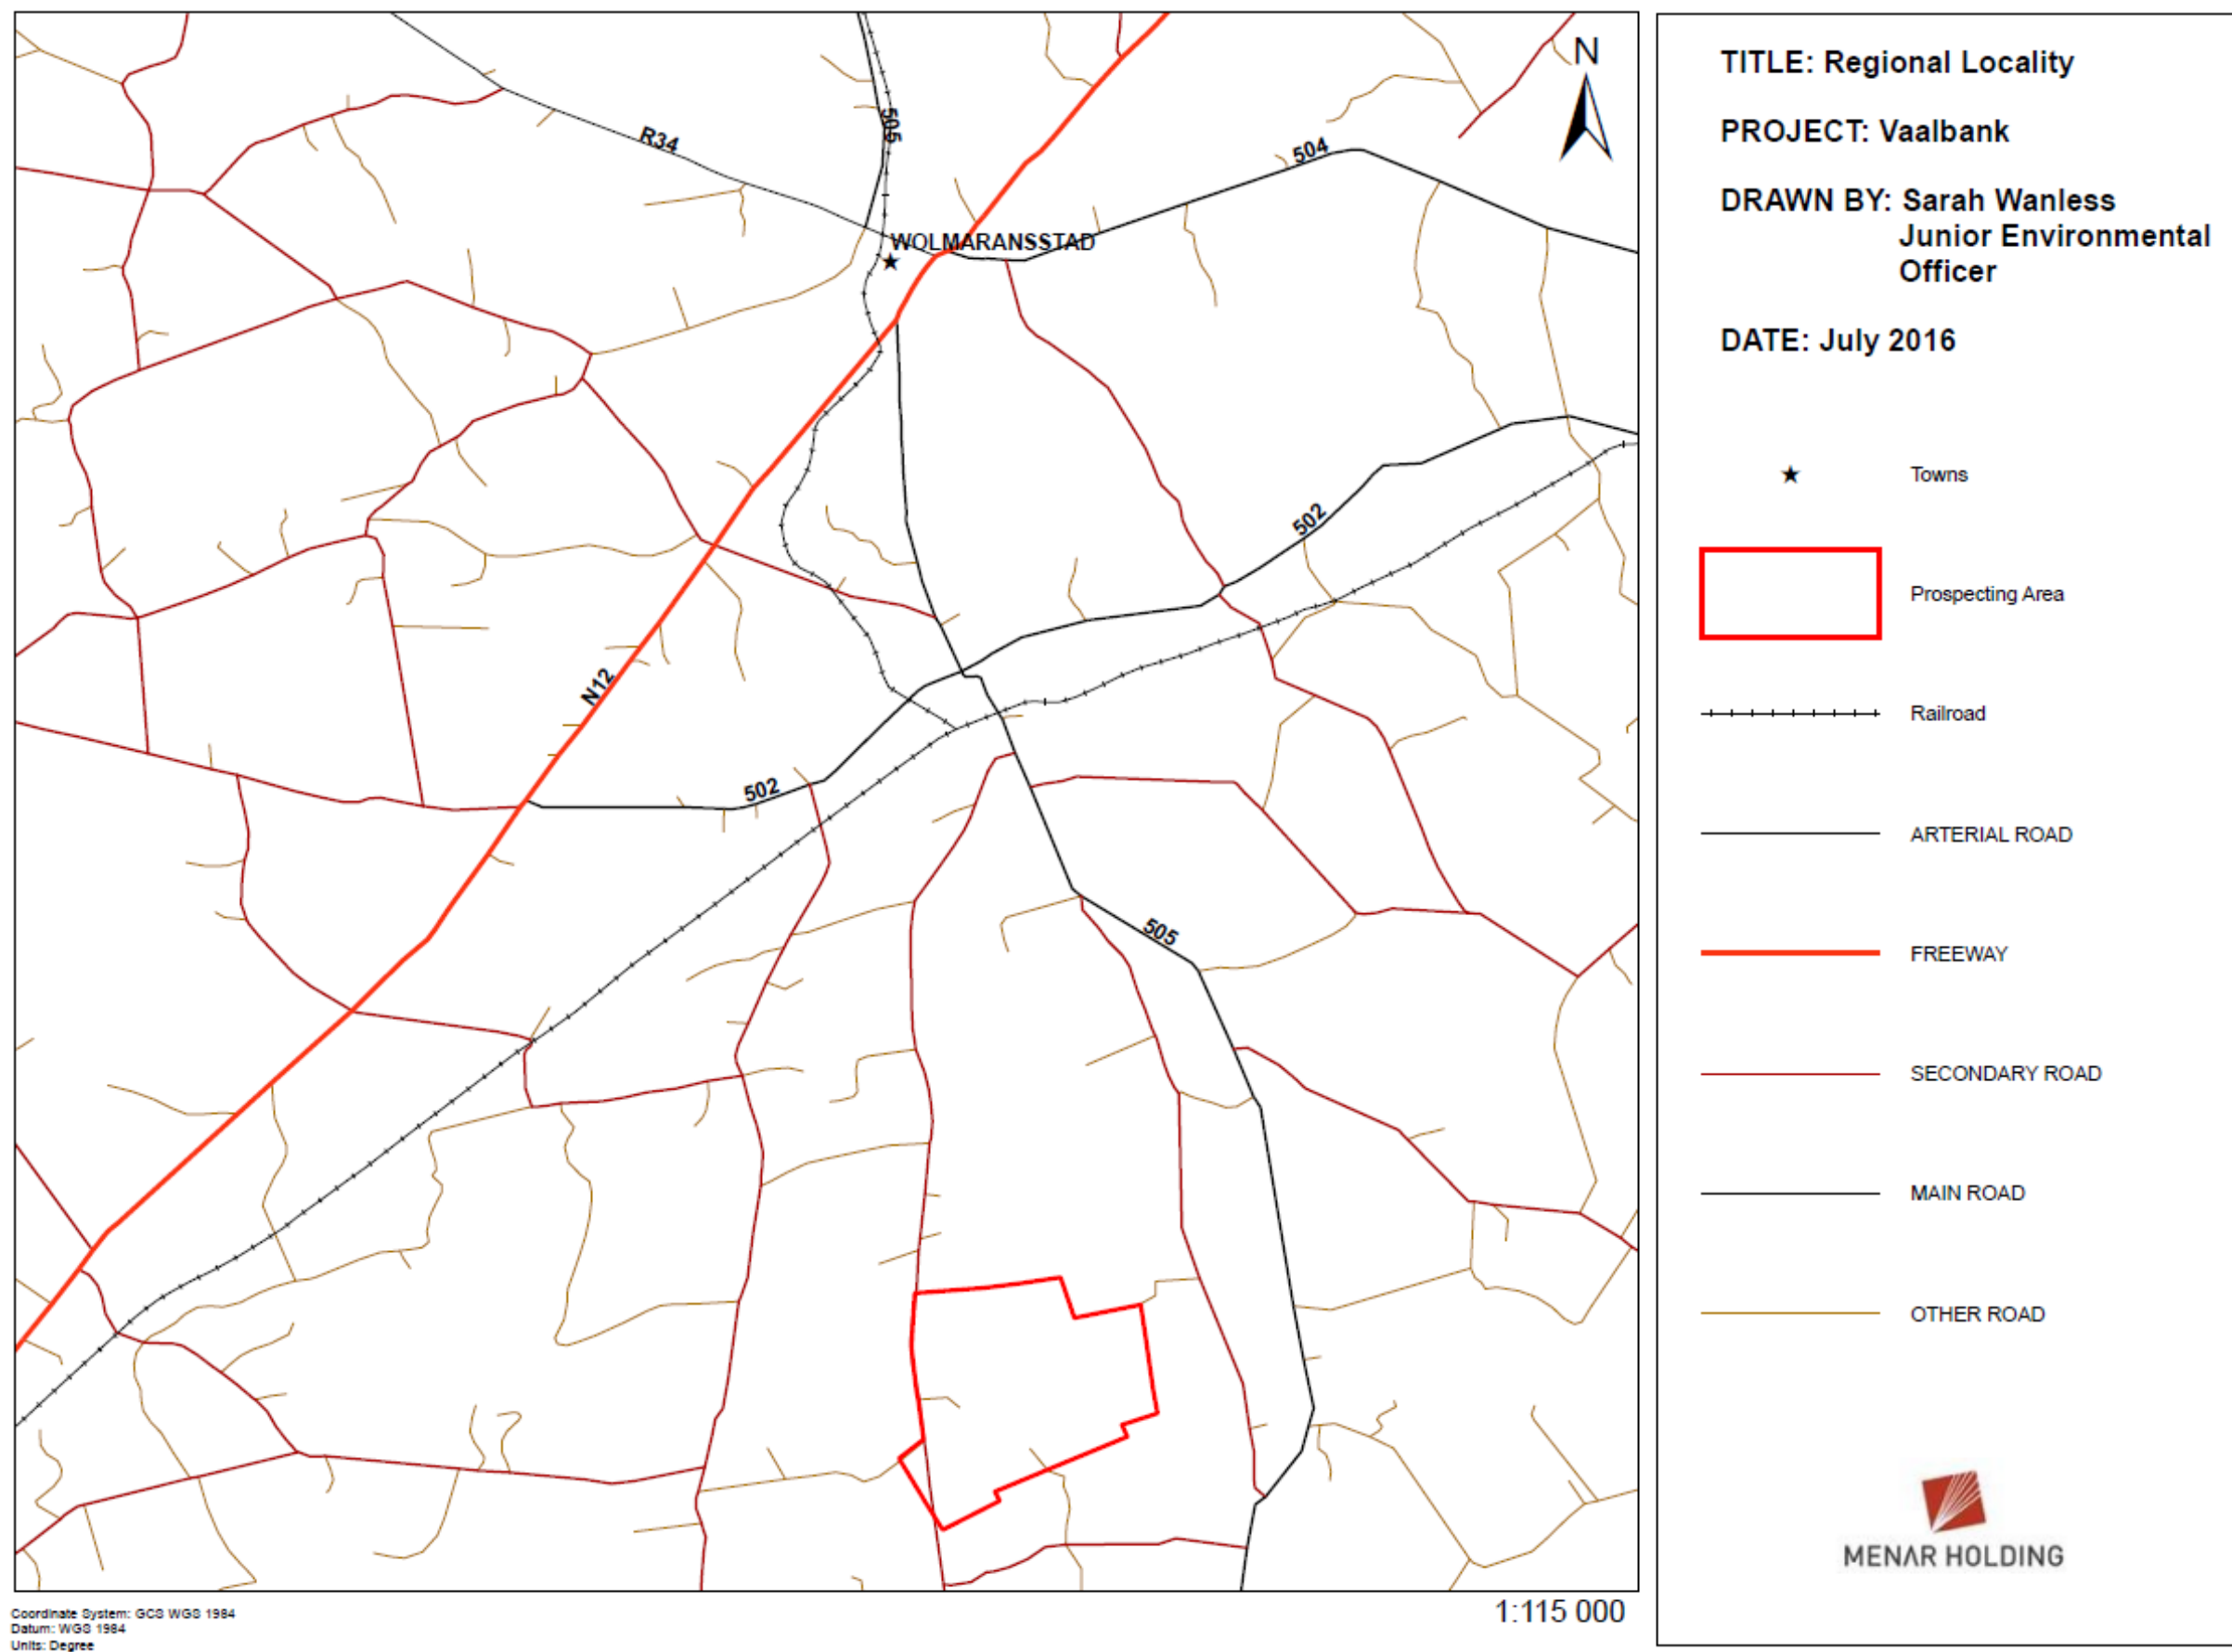 R34
505
504
N
WOLMARANSSTAD
502
N12
502
505
1:115 000
Coordinate System: GCS WGS 1984
Datum: WGS 1984
Units: Degree
TITLE: Regional Locality
PROJECT: Vaalbank
DRAWN BY: Sarah Wanless
Junior Environmental
Officer
DATE: July 2016
Towns
Prospecting Area
Railroad
ARTERIAL ROAD
FREEWAY
SECONDARY ROAD
MAIN ROAD
OTHER ROAD
MENAR HOLDING